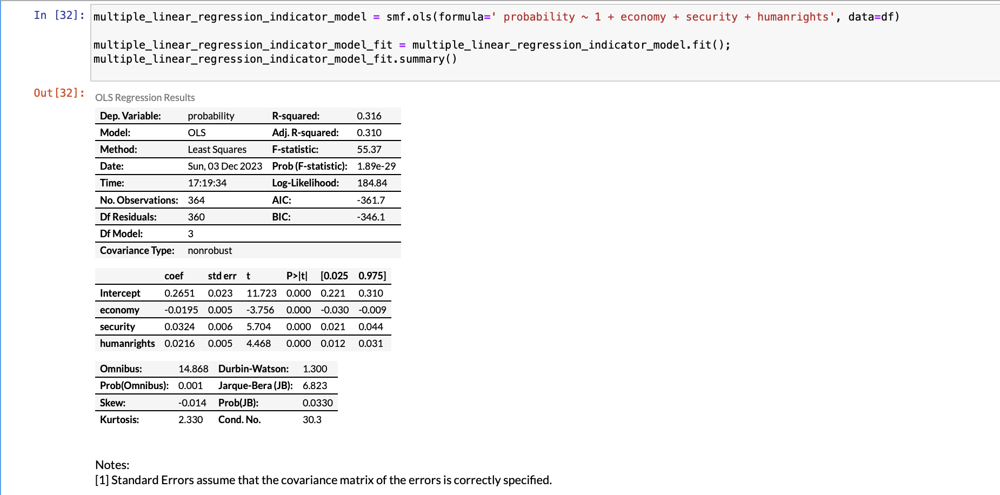 In [32]: multiple_linear_regression_indicator_model = smf.ols(formula=' probability ~ 1 + economy + security + humanrights', data=df)
multiple_linear_regression_indicator_model_fit = multiple_linear_regression_indicator_model.fit();
multiple_linear_regression_indicator_model_fit.summary()
Out[32]: OLS Regression Results
Dep. Variable: probability R-squared: 0.316
Model: OLS Adj. R-squared: 0.310
Method: Least Squares F-statistic: 55.37
Date: Sun, 03 Dec 2023 Prob (F-statistic): 1.89e-29
Time: 17:19:34 Log-Likelihood: 184.84
No. Observations: 364 AIC: -361.7
Df Residuals: 360 BIC: -346.1
Df Model: 3
Covariance Type: nonrobust
coef std err t P>|t| [0.025 0.975]
Intercept 0.2651 0.023 11.723 0.000 0.221 0.310
economy -0.0195 0.005 -3.756 0.000 -0.030 -0.009
security 0.0324 0.006 5.704 0.000 0.021 0.044
humanrights 0.0216 0.005 4.468 0.000 0.012 0.031
Omnibus: 14.868 Durbin-Watson: 1.300
Prob(Omnibus): 0.001 Jarque-Bera (JB): 6.823
Skew: -0.014 Prob(JB): 0.0330
Kurtosis: 2.330 Cond. No. 30.3
Notes:
[1] Standard Errors assume that the covariance matrix of the errors is correctly specified.